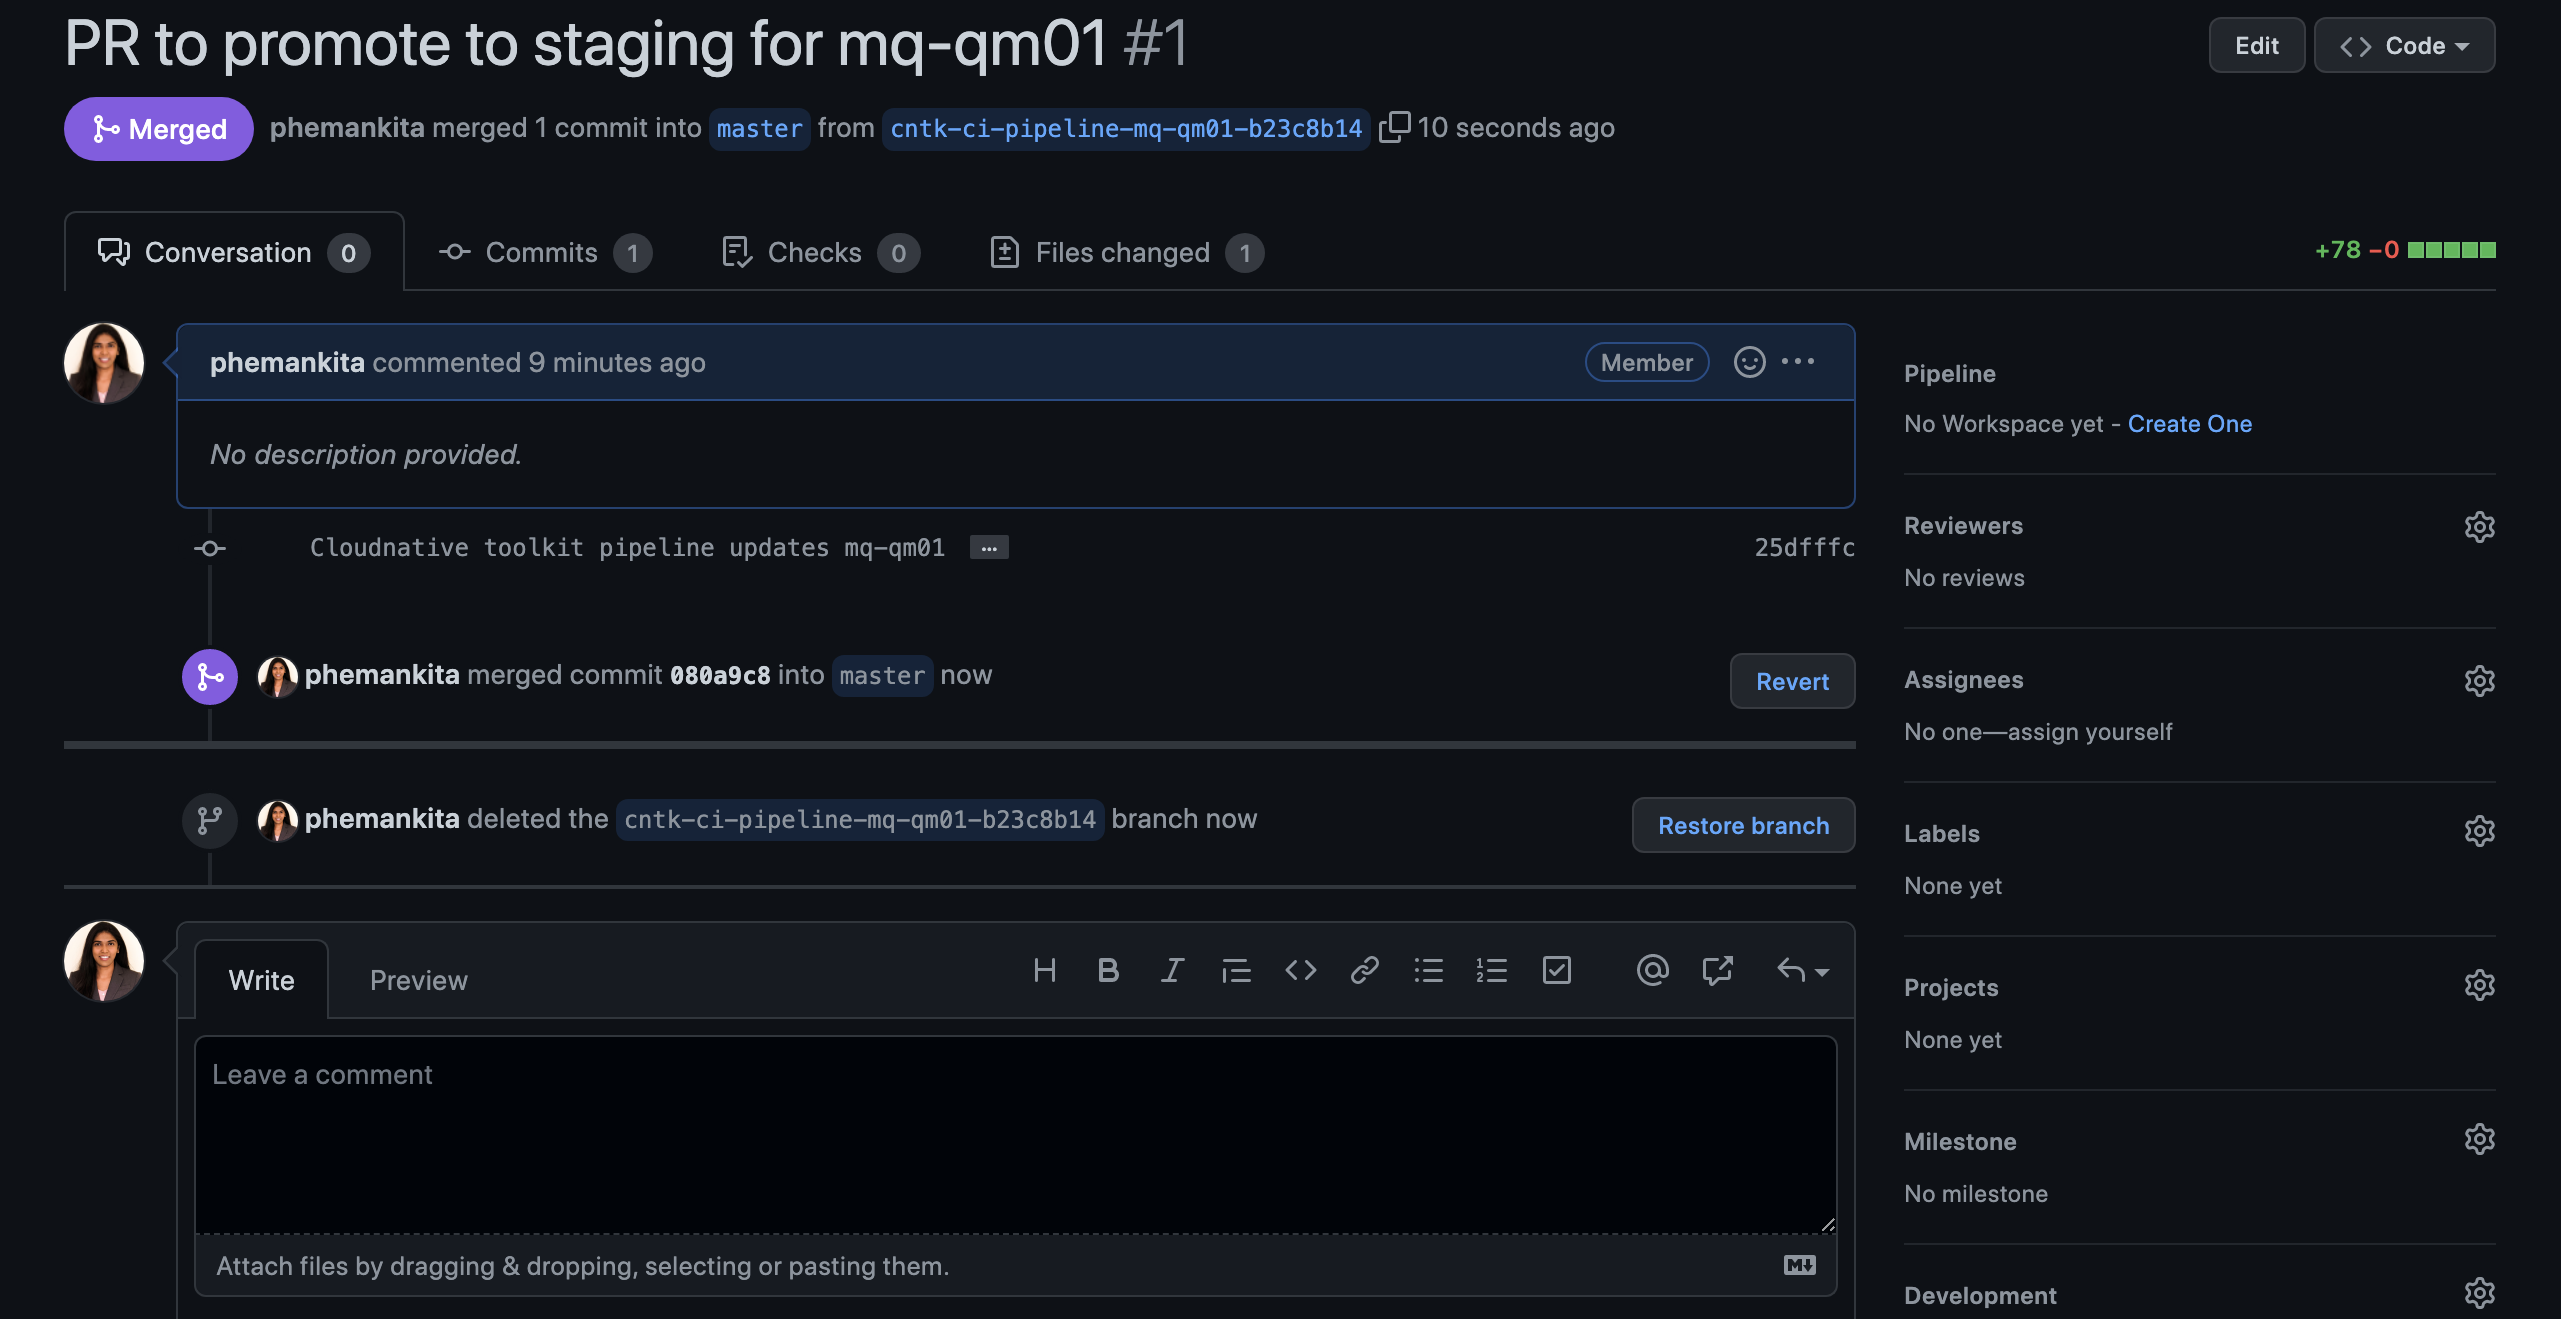 PR to promote to staging for mq-qm01 #1
Edit
Code
Merged
phemankita merged 1 commit into master from cntk-ci-pipeline-mq-qm01-b23c8b14 10 seconds ago
Conversation 0
Commits 1
Checks 0
Files changed 1
+78 −0
phemankita commented 9 minutes ago
Member
No description provided.
Cloudnative toolkit pipeline updates mq-qm01 …
25dfffc
phemankita merged commit 080a9c8 into master now
Revert
phemankita deleted the cntk-ci-pipeline-mq-qm01-b23c8b14 branch now
Restore branch
Write
Preview
Leave a comment
Attach files by dragging & dropping, selecting or pasting them.
Pipeline
No Workspace yet - Create One
Reviewers
No reviews
Assignees
No one—assign yourself
Labels
None yet
Projects
None yet
Milestone
No milestone
Development